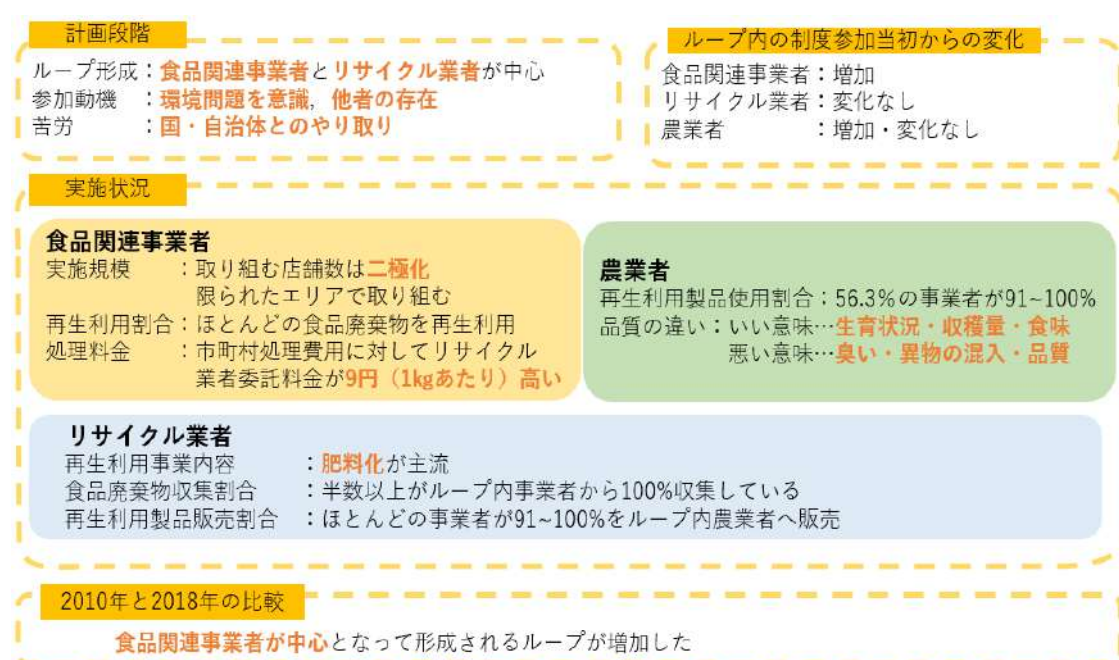 計画段階
ループ形成：食品関連事業者とリサイクル業者が中心
参加動機　：環境問題を意識，他者の存在
苦労　　　：国・自治体とのやり取り
ループ内の制度参加当初からの変化
食品関連事業者：増加
リサイクル業者：変化なし
農業者　　　　：増加・変化なし
実施状況
食品関連事業者
実施規模　　：取り組む店舗数は二極化
限られたエリアで取り組む
再生利用割合：ほとんどの食品廃棄物を再生利用
処理料金　　：市町村処理費用に対してリサイクル
業者委託料金が9円（1kgあたり）高い
農業者
再生利用製品使用割合：56.3%の事業者が91~100%
品質の違い：いい意味…生育状況・収穫量・食味
悪い意味…臭い・異物の混入・品質
リサイクル業者
再生利用事業内容　　：肥料化が主流
食品廃棄物収集割合　：半数以上がループ内事業者から100%収集している
再生利用製品販売割合　：ほとんどの事業者が91~100%をループ内農業者へ販売
2010年と2018年の比較
食品関連事業者が中心となって形成されるループが増加した